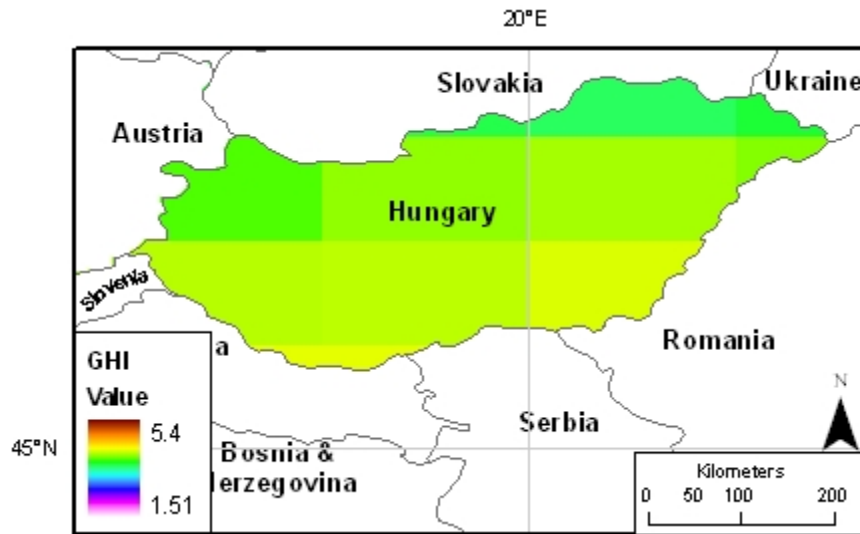 20°E
Slovakia
Ukraine
Austria
Hungary
Slovenia
a
Romania
GHI
Value
5.4
1.51
N
Serbia
45°N
Bosnia &
lerzegovina
Kilometers
0 50 100 200